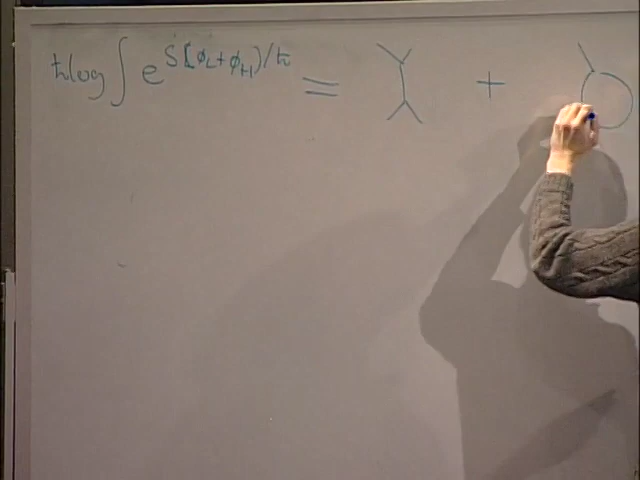 ħ log ∫ e^{S(ϕ_L + ϕ_H)/ħ} = +